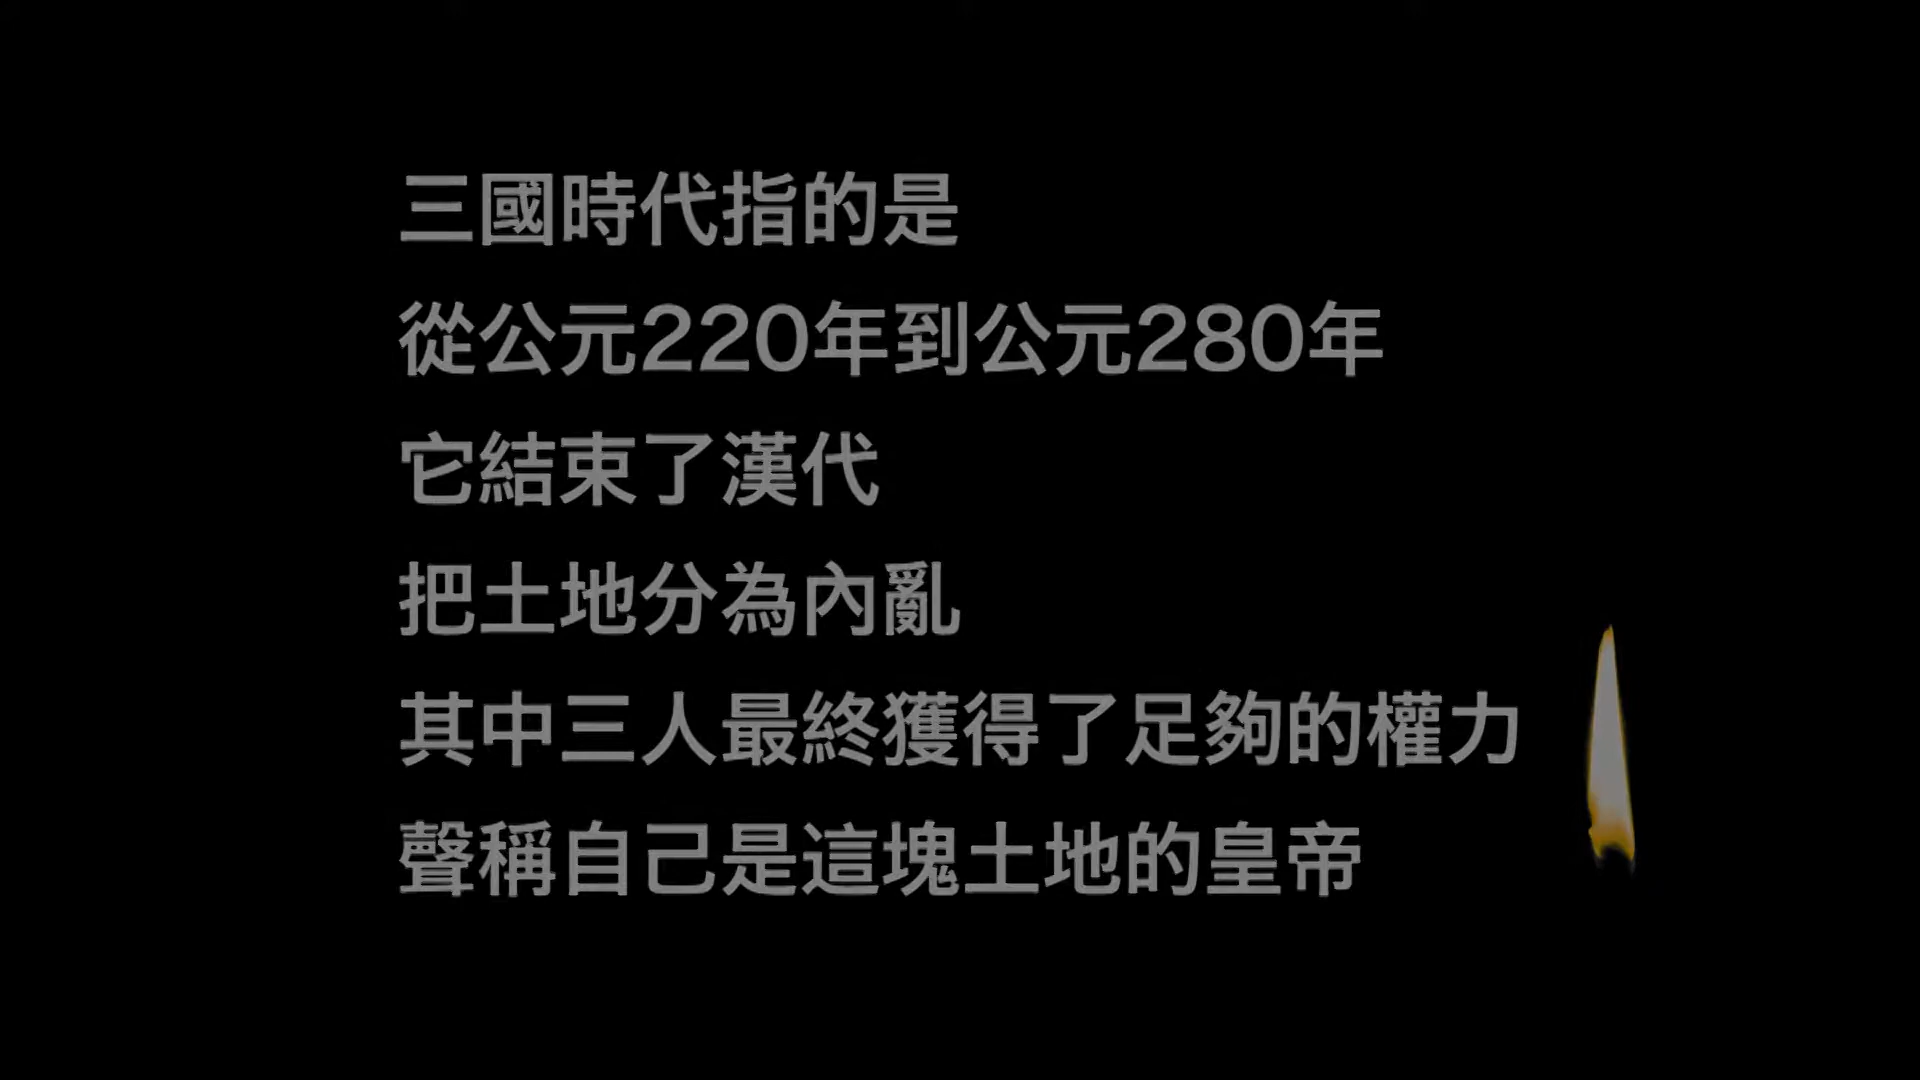 三國時代指的是
從公元220年到公元280年
它結束了漢代
把土地分為內亂
其中三人最終獲得了足夠的權力
聲稱自己是這塊土地的皇帝